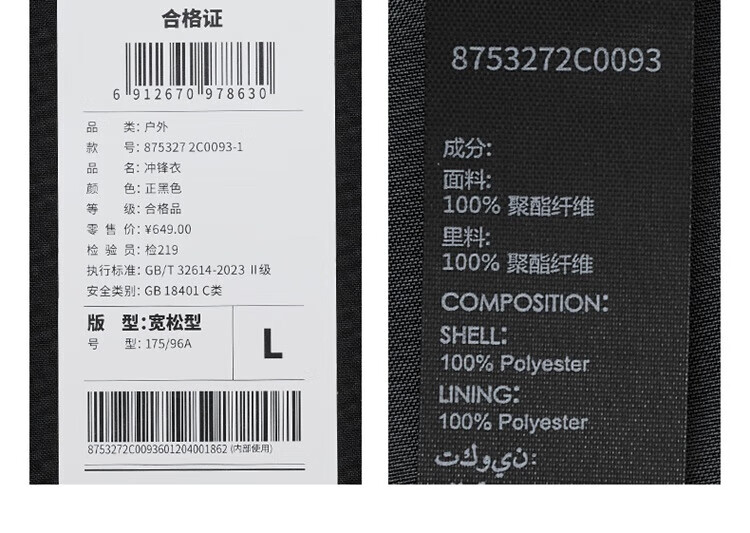 合格证
6 912670 978630
品 类: 户外
款 号: 875327 2C0093-1
品 名: 冲锋衣
颜 色: 正黑色
等 级: 合格品
零 售 价: ¥649.00
检 验 员: 检219
执行标准: GB/T 32614-2023 II级
安全类别: GB 18401 C类
版 型: 宽松型
号 型: 175/96A
L
8753272C0093601204001862 (内部使用)
8753272C0093
成分:
面料:
100% 聚酯纤维
里料:
100% 聚酯纤维
COMPOSITION:
SHELL:
100% Polyester
LINING:
100% Polyester
تكوين: